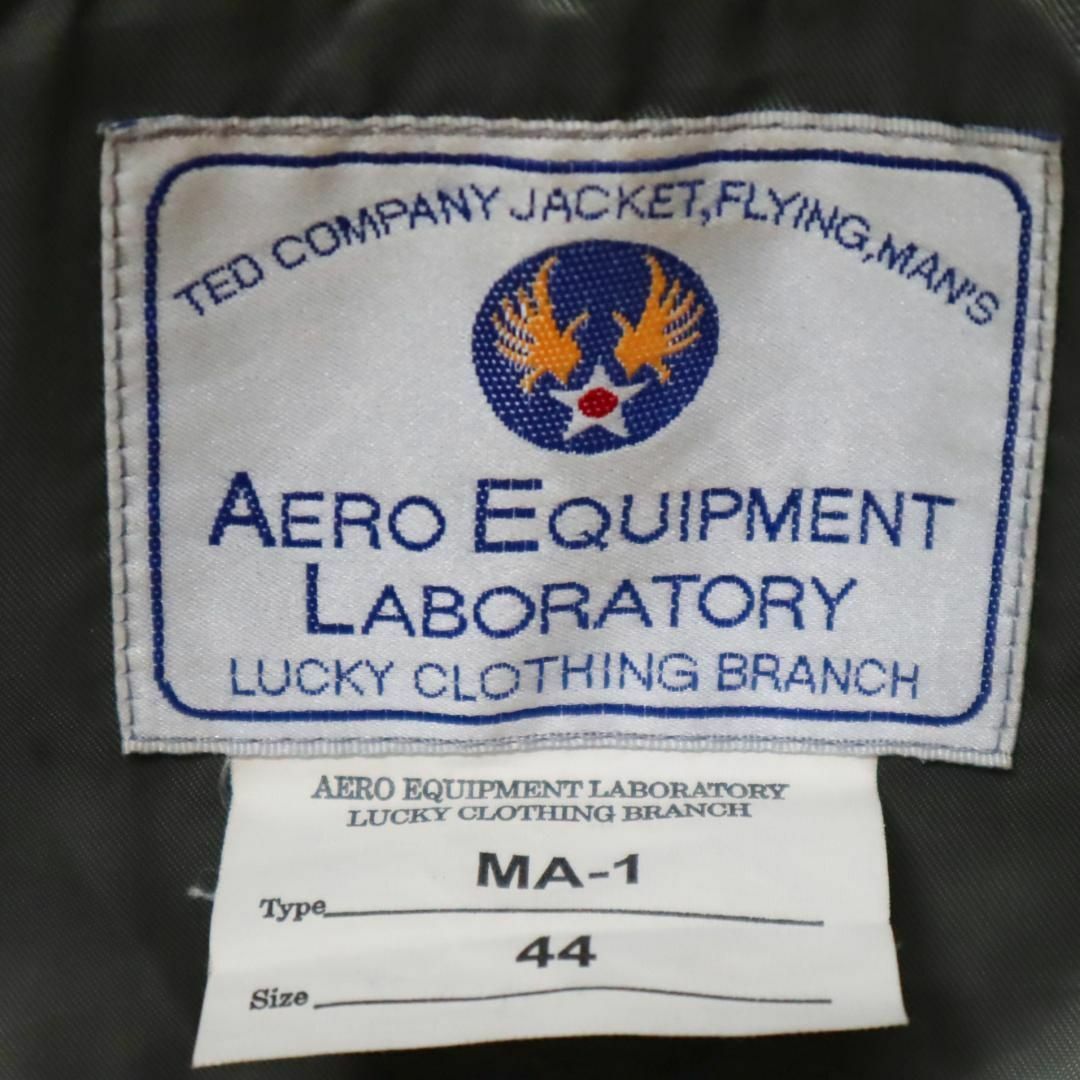 TED COMPANY JACKET,FLYING,MAN'S
AERO EQUIPMENT
LABORATORY
LUCKY CLOTHING BRANCH
AERO EQUIPMENT LABORATORY
LUCKY CLOTHING BRANCH
MA-1
Type
44
Size